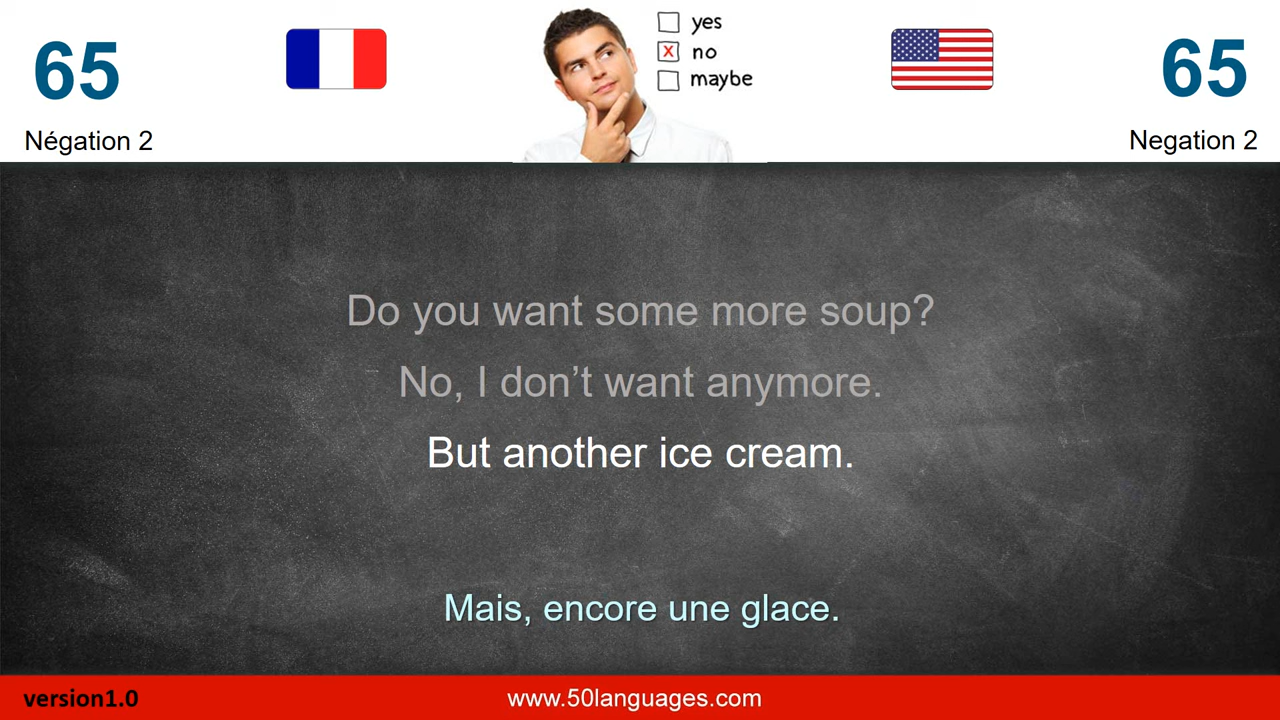 65
Négation 2
yes
x no
maybe
65
Negation 2
Do you want some more soup?
No, I don’t want anymore.
But another ice cream.
Mais, encore une glace.
version1.0
www.50languages.com